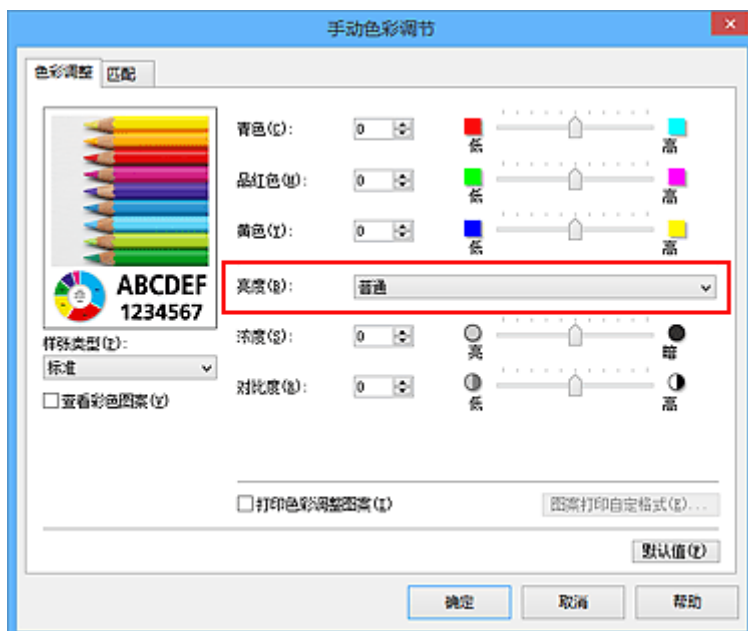 手动色彩调节
色彩调整 匹配
青色(C): 0 低 高
品红色(M): 0 低 高
黄色(Y): 0 低 高
ABCDEF
1234567
亮度(B): 普通
样张类型(Z):
标准
浓度(S): 0 亮 暗
查看彩色图案(V)
对比度(N): 0 低 高
打印色彩调整图案(I) 图案打印自定格式(E)...
默认值(F)
确定 取消 帮助